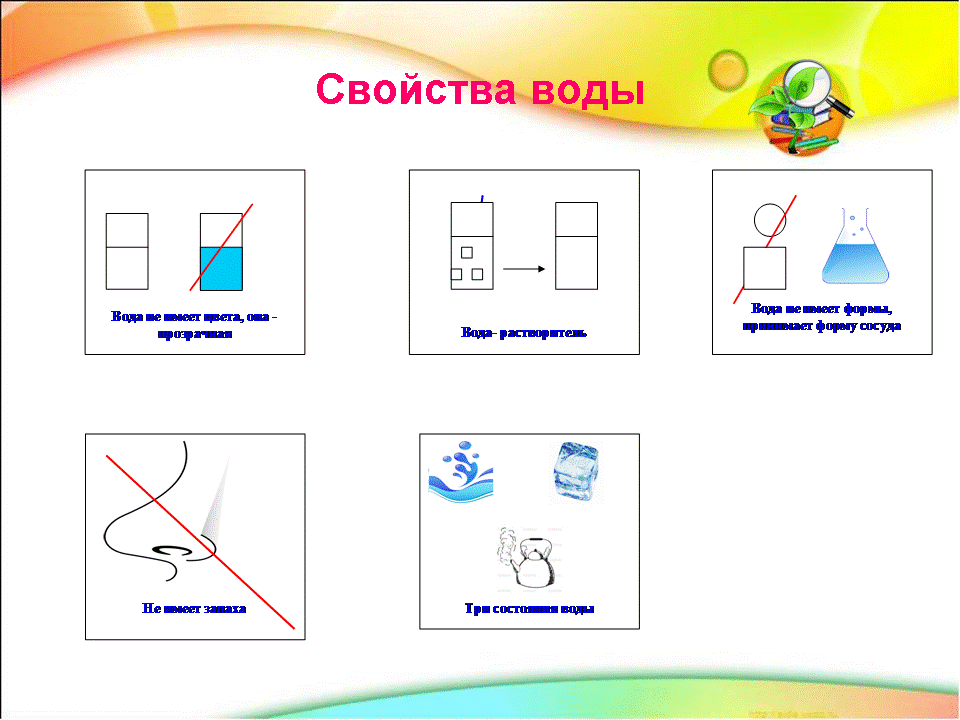 Свойства воды
Вода не имеет цвета, она -
прозрачная
Вода- растворитель
Вода не имеет формы,
принимает форму сосуда
Не имеет запаха
Три состояния воды